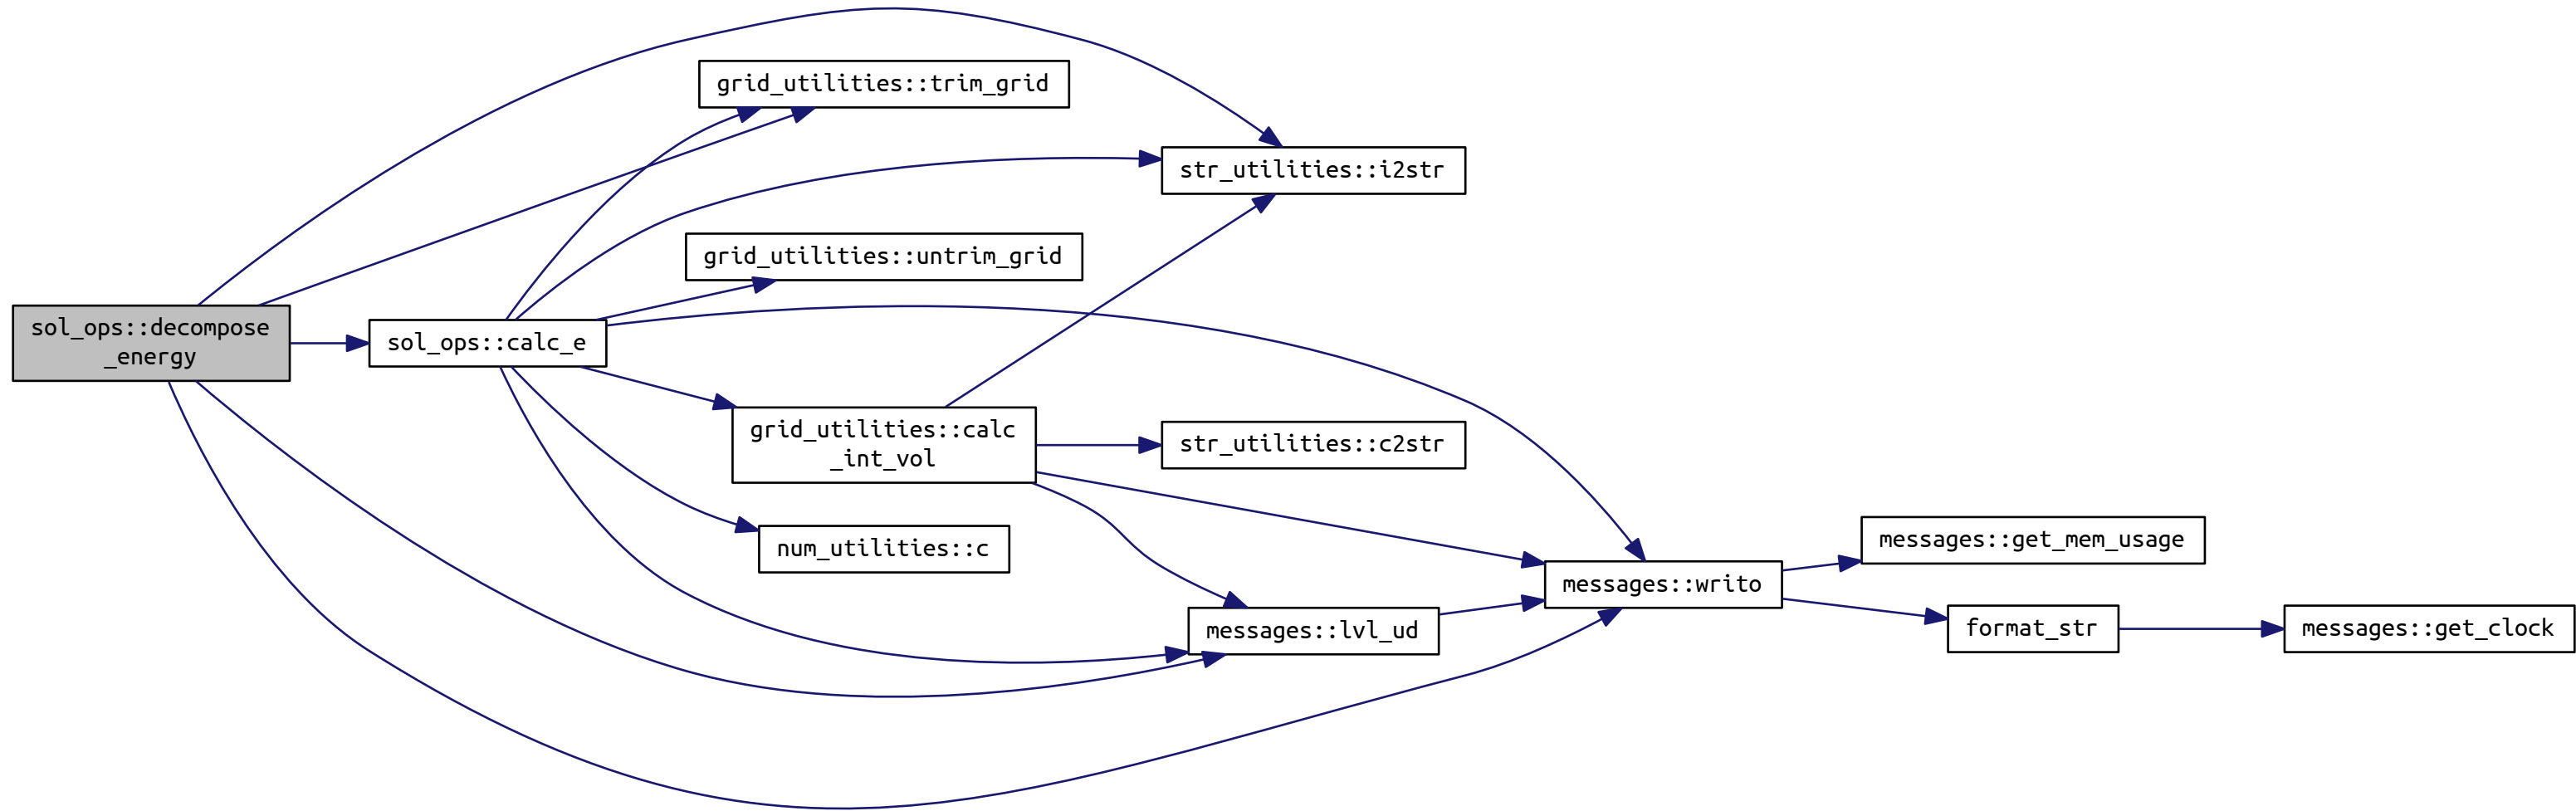 grid_utilities::trim_grid
str_utilities::i2str
grid_utilities::untrim_grid
sol_ops::decompose
_energy
sol_ops::calc_e
grid_utilities::calc
_int_vol
str_utilities::c2str
num_utilities::c
messages::get_mem_usage
messages::writo
messages::lvl_ud
format_str
messages::get_clock